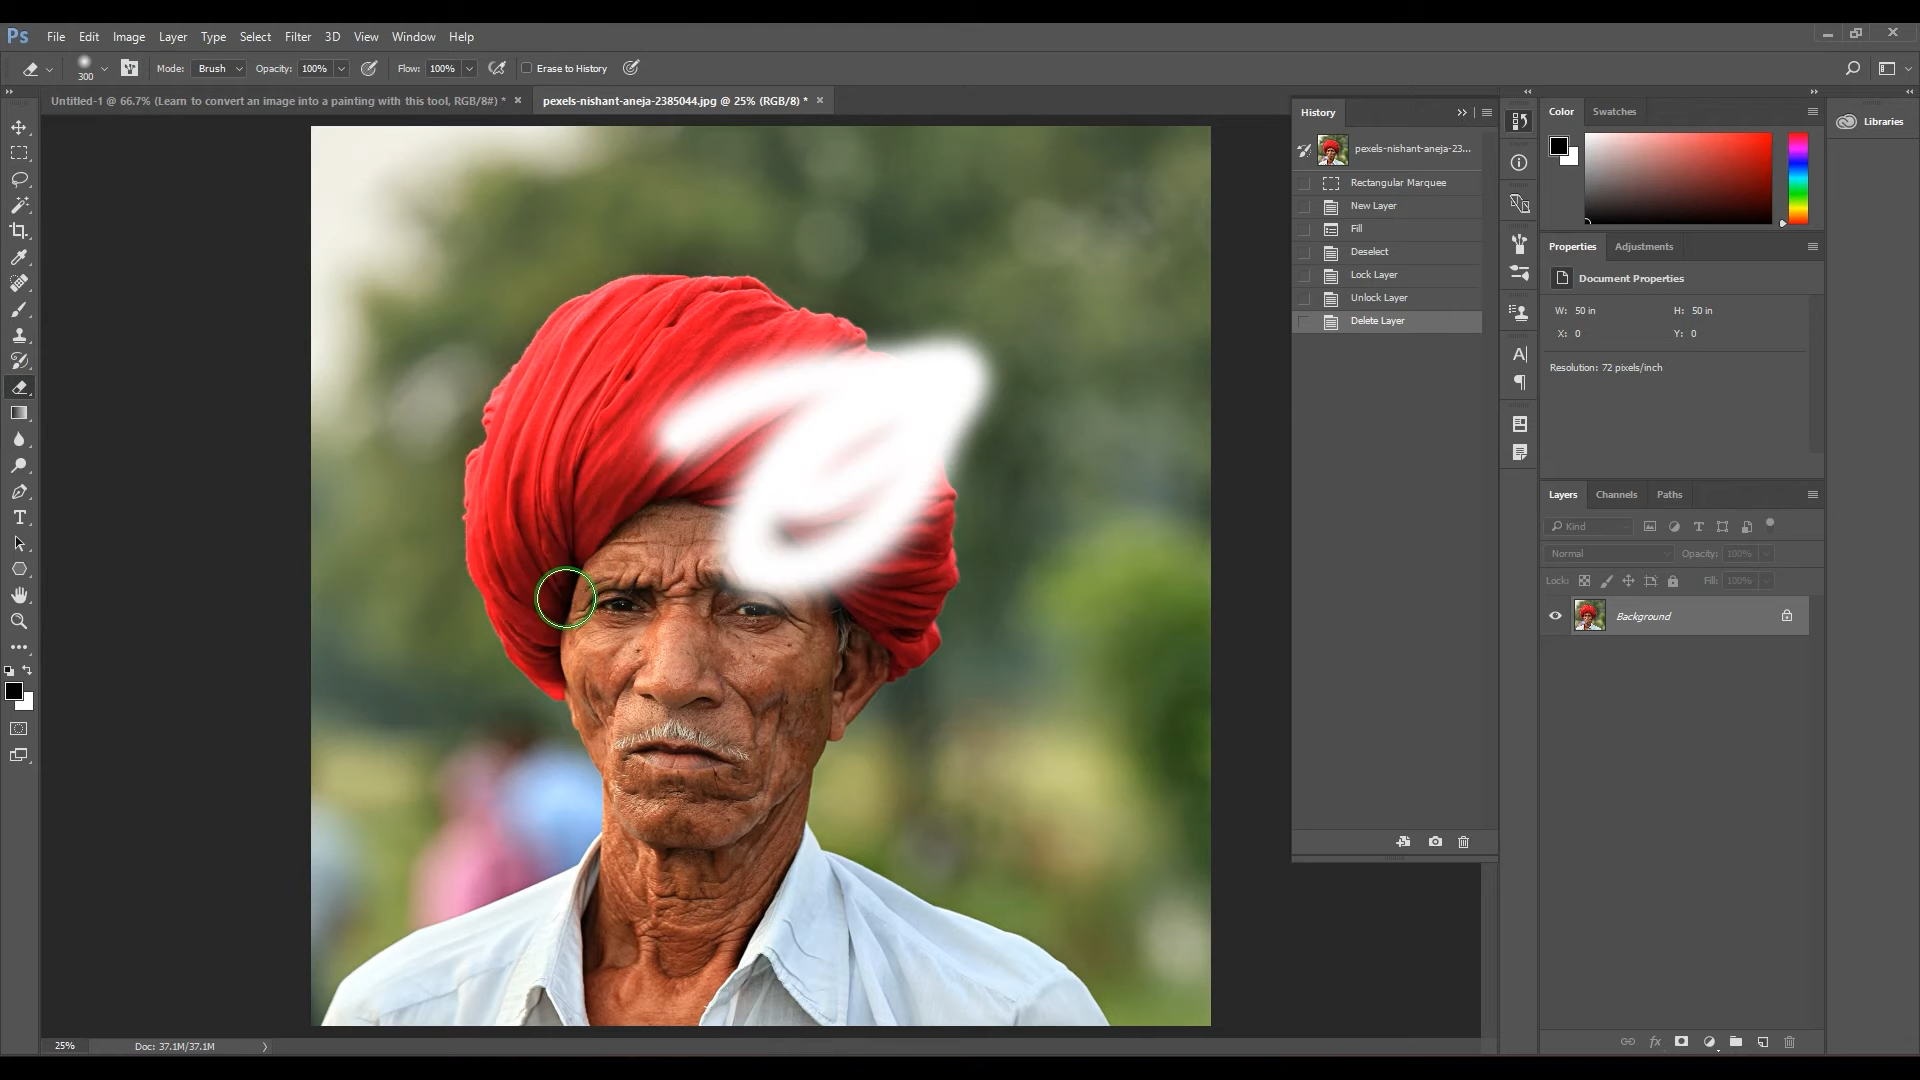 Ps File Edit Image Layer Type Select Filter 3D View Window Help
300 Mode: Brush Opacity: 100% Flow: 100% Erase to History
Untitled-1 @ 66.7% (Learn to convert an image into a painting with this tool, RGB/8#) * × pexels-nishant-aneja-2385044.jpg @ 25% (RGB/8) * ×
History
pexels-nishant-aneja-23...
Rectangular Marquee
New Layer
Fill
Deselect
Lock Layer
Unlock Layer
Delete Layer
Color Swatches
Libraries
Properties Adjustments
Document Properties
W: 50 in H: 50 in
X: 0 Y: 0
Resolution: 72 pixels/inch
Layers Channels Paths
Kind
Normal Opacity: 100%
Lock: Fill: 100%
Background
fx
25% Doc: 37.1M/37.1M